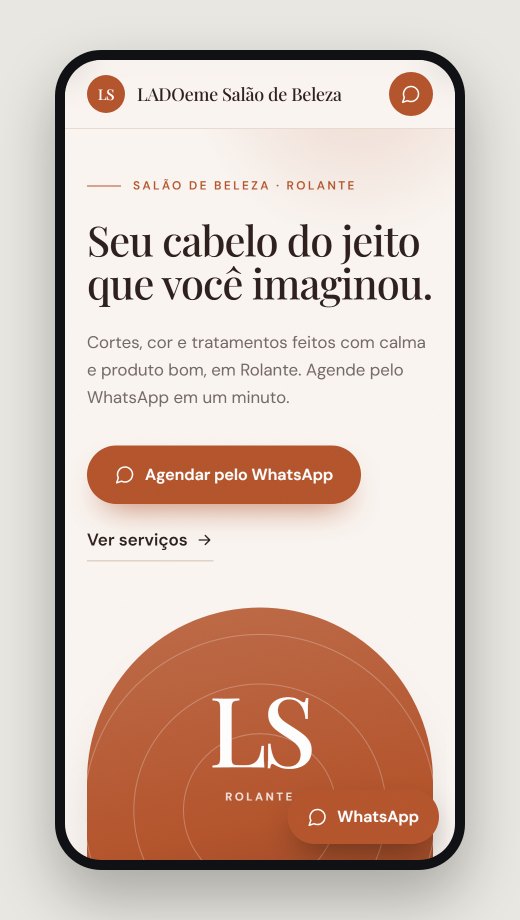 LS LADOeme Salão de Beleza
SALÃO DE BELEZA · ROLANTE
Seu cabelo do jeito
que você imaginou.
Cortes, cor e tratamentos feitos com calma
e produto bom, em Rolante. Agende pelo
WhatsApp em um minuto.
Agendar pelo WhatsApp
Ver serviços →
LS
ROLANTE
WhatsApp